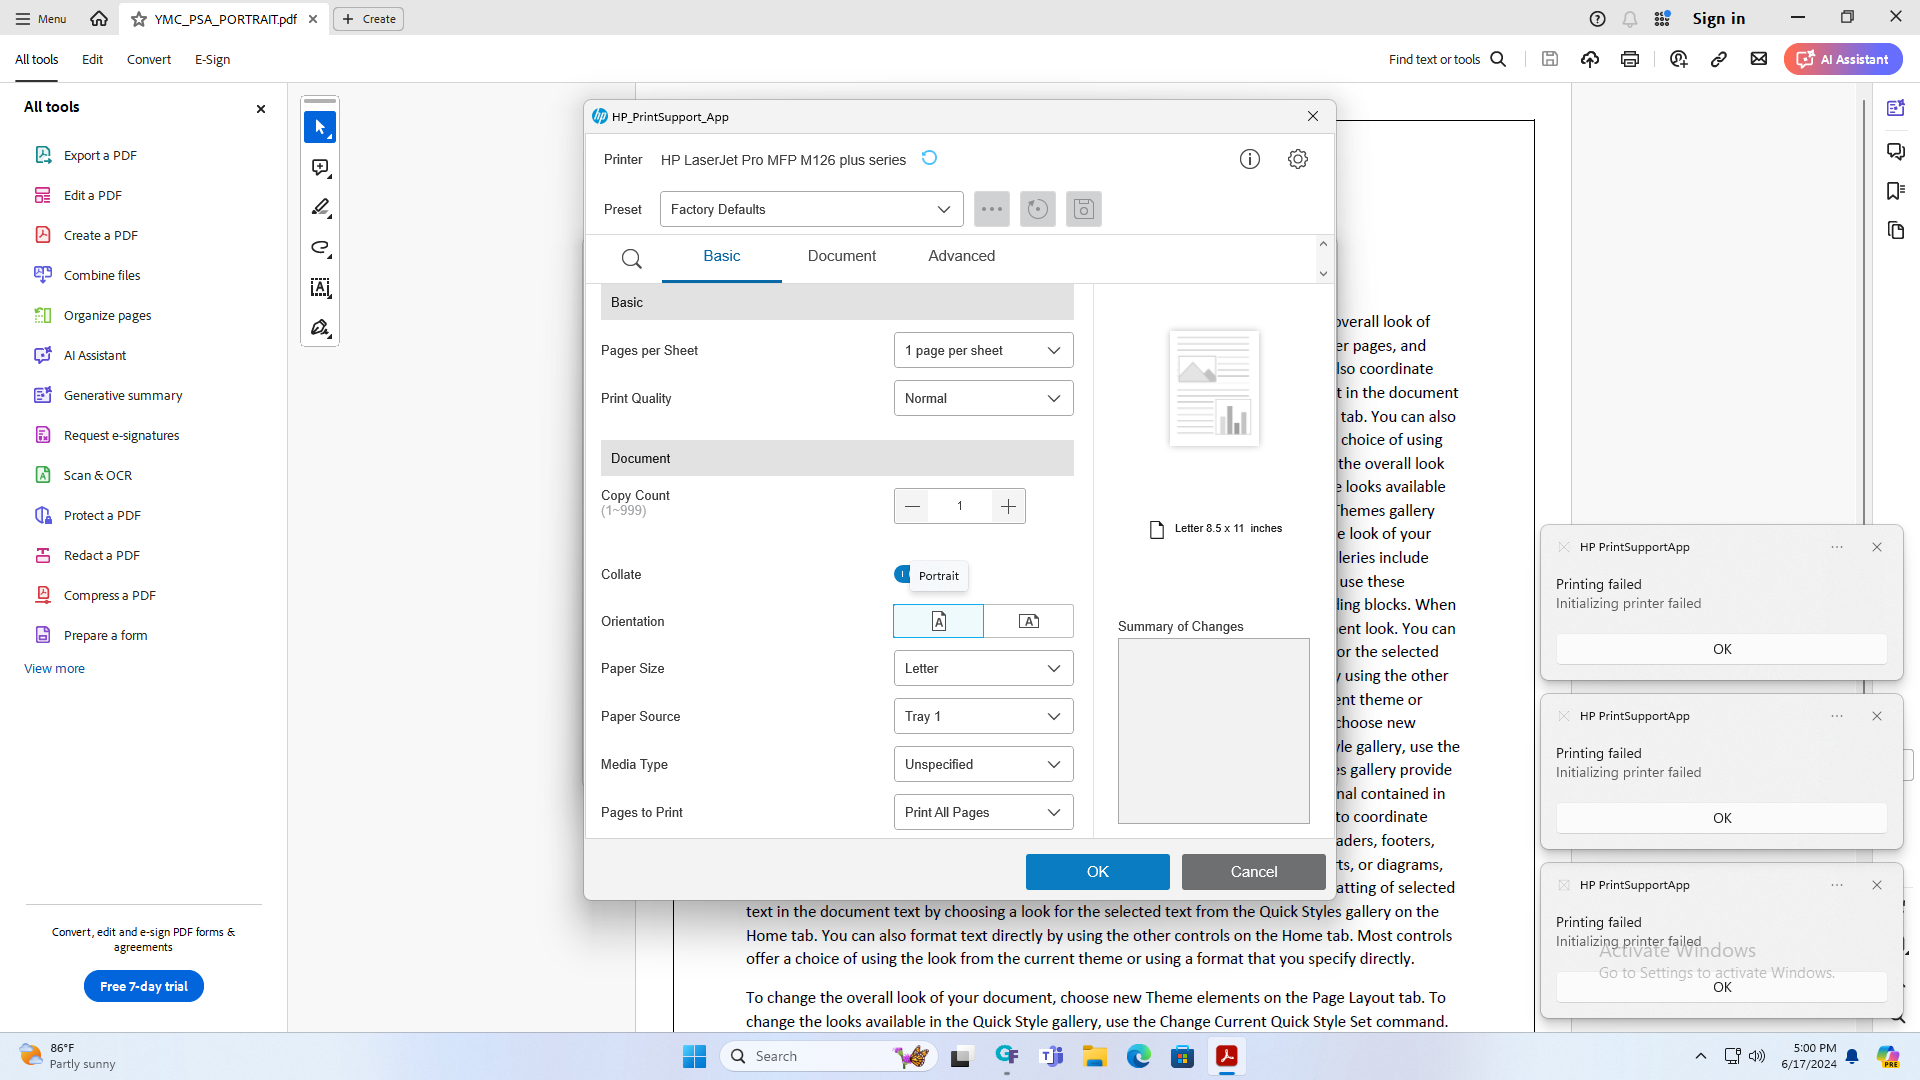 Menu
YMC_PSA_PORTRAIT.pdf
Create
Sign in
All tools
Edit
Convert
E-Sign
Find text or tools
AI Assistant
All tools
Export a PDF
Edit a PDF
Create a PDF
Combine files
Organize pages
AI Assistant
Generative summary
Request e-signatures
Scan & OCR
Protect a PDF
Redact a PDF
Compress a PDF
Prepare a form
View more
Convert, edit and e-sign PDF forms &
agreements
Free 7-day trial
HP_PrintSupport_App
Printer
HP LaserJet Pro MFP M126 plus series
Preset
Factory Defaults
Basic
Document
Advanced
Basic
Pages per Sheet
1 page per sheet
Print Quality
Normal
Document
Copy Count
(1~999)
1
Collate
Portrait
Orientation
Paper Size
Letter
Paper Source
Tray 1
Media Type
Unspecified
Pages to Print
Print All Pages
Letter 8.5 x 11 inches
Summary of Changes
OK
Cancel
overall look of
er pages, and
lso coordinate
t in the document
tab. You can also
choice of using
the overall look
e looks available
Themes gallery
e look of your
lleries include
use these
ling blocks. When
ent look. You can
or the selected
y using the other
ent theme or
choose new
yle gallery, use the
es gallery provide
nal contained in
to coordinate
aders, footers,
rts, or diagrams,
atting of selected
text in the document text by choosing a look for the selected text from the Quick Styles gallery on the
Home tab. You can also format text directly by using the other controls on the Home tab. Most controls
offer a choice of using the look from the current theme or using a format that you specify directly.
To change the overall look of your document, choose new Theme elements on the Page Layout tab. To
change the looks available in the Quick Style gallery, use the Change Current Quick Style Set command.
HP PrintSupportApp
Printing failed
Initializing printer failed
OK
HP PrintSupportApp
Printing failed
Initializing printer failed
OK
HP PrintSupportApp
Printing failed
Initializing printer failed
OK
Activate Windows
Go to Settings to activate Windows.
86°F
Partly sunny
Search
5:00 PM
6/17/2024
PRE